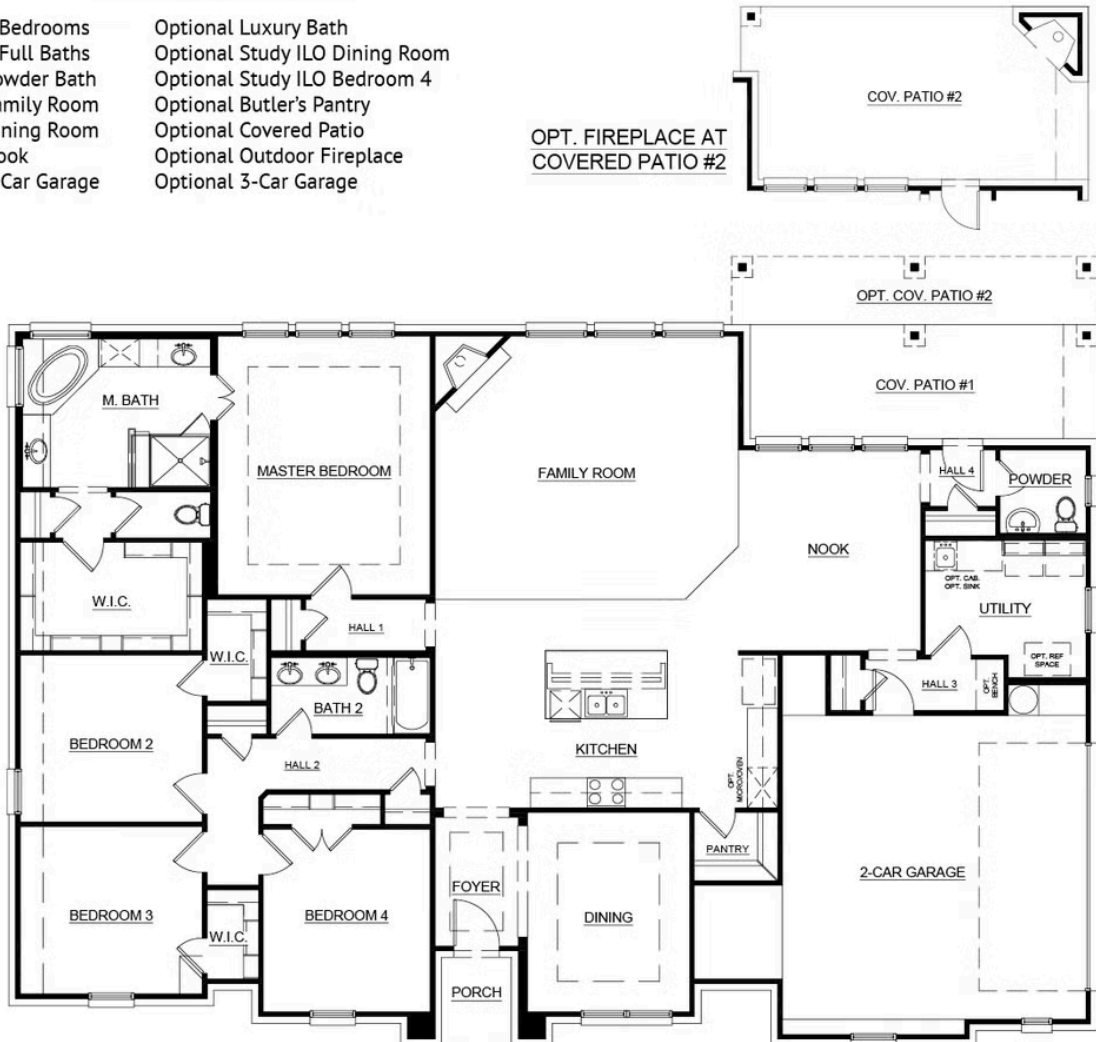 Bedrooms
Full Baths
owder Bath
amily Room
ning Room
ook
Car Garage
Optional Luxury Bath
Optional Study ILO Dining Room
Optional Study ILO Bedroom 4
Optional Butler's Pantry
Optional Covered Patio
Optional Outdoor Fireplace
Optional 3-Car Garage
OPT. FIREPLACE AT
COVERED PATIO #2
COV. PATIO #2
OPT. COV. PATIO #2
COV. PATIO #1
M. BATH
MASTER BEDROOM
FAMILY ROOM
HALL 4
POWDER
NOOK
OPT. CAB.
OPT. SINK
UTILITY
W.I.C.
HALL 1
W.I.C.
OPT. REF
SPACE
HALL 3
OPT.
BENCH
BATH 2
BEDROOM 2
HALL 2
KITCHEN
OPT.
MICRO/OVEN
PANTRY
2-CAR GARAGE
FOYER
BEDROOM 3
BEDROOM 4
DINING
W.I.C.
PORCH